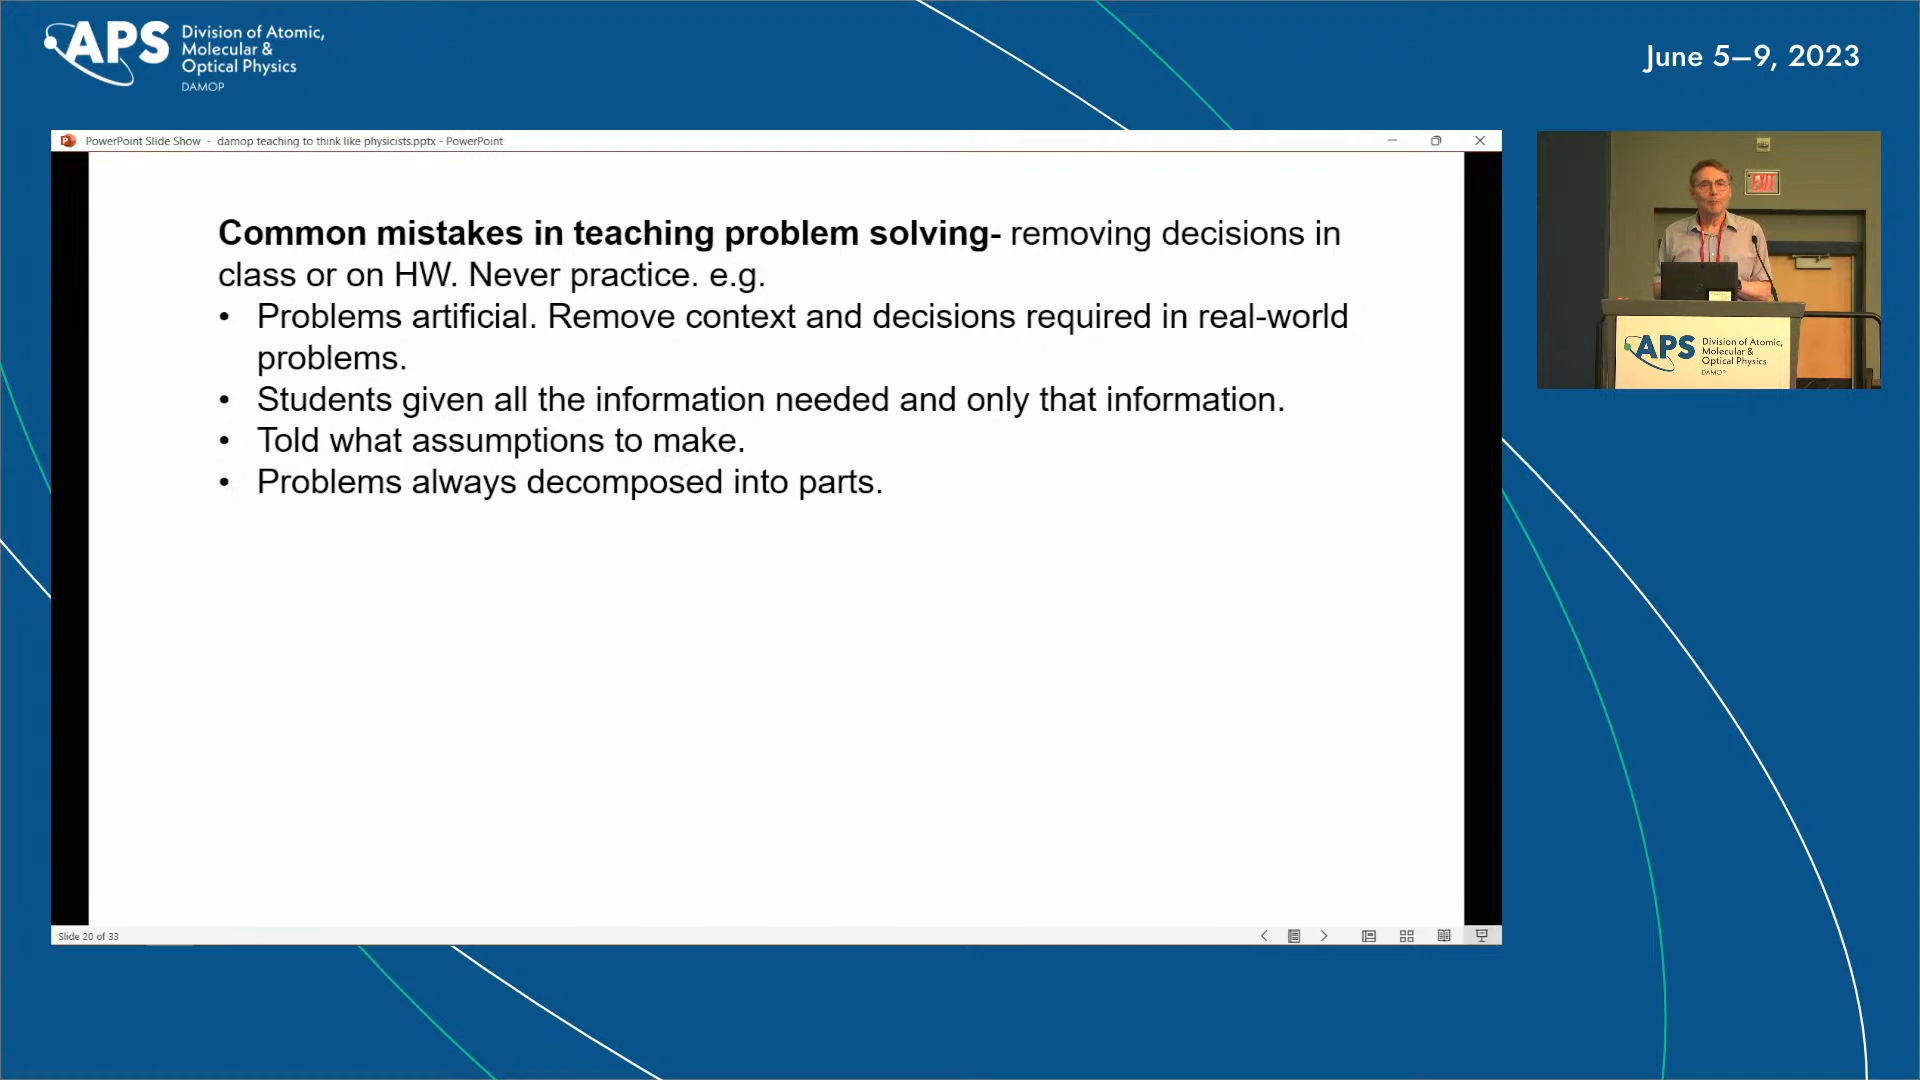 APS
Division of Atomic,
Molecular &
Optical Physics
DAMOP
June 5–9, 2023
PowerPoint Slide Show - damop teaching to think like physicists.pptx - PowerPoint
Common mistakes in teaching problem solving- removing decisions in
class or on HW. Never practice. e.g.
• Problems artificial. Remove context and decisions required in real-world
problems.
• Students given all the information needed and only that information.
• Told what assumptions to make.
• Problems always decomposed into parts.
Slide 20 of 33
EXIT
APS
Division of Atomic,
Molecular &
Optical Physics
DAMOP